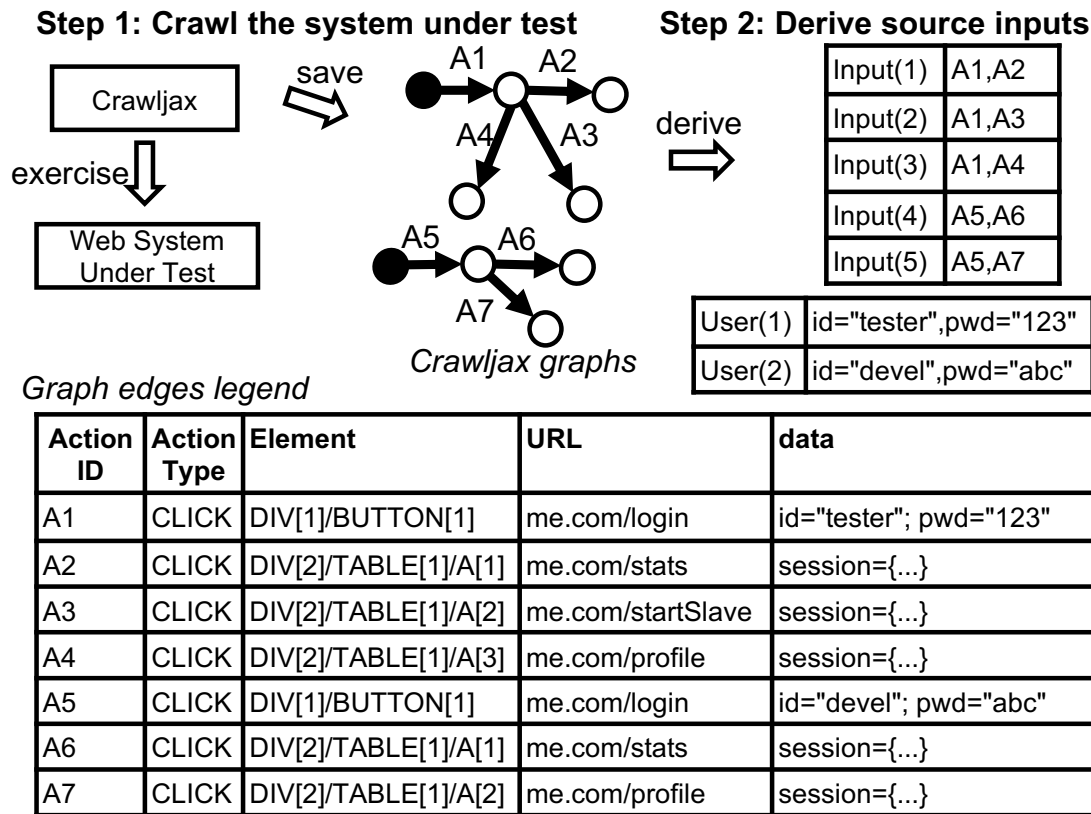 Step 1: Crawl the system under test
Step 2: Derive source inputs
Crawljax
save
exercise
Web System
Under Test
A1
A2
A4
A3
A5
A6
A7
Crawljax graphs
derive
Input(1) A1,A2
Input(2) A1,A3
Input(3) A1,A4
Input(4) A5,A6
Input(5) A5,A7
User(1) id="tester",pwd="123"
User(2) id="devel",pwd="abc"
Graph edges legend
Action ID Action Type Element URL data
A1 CLICK DIV[1]/BUTTON[1] me.com/login id="tester"; pwd="123"
A2 CLICK DIV[2]/TABLE[1]/A[1] me.com/stats session={...}
A3 CLICK DIV[2]/TABLE[1]/A[2] me.com/startSlave session={...}
A4 CLICK DIV[2]/TABLE[1]/A[3] me.com/profile session={...}
A5 CLICK DIV[1]/BUTTON[1] me.com/login id="devel"; pwd="abc"
A6 CLICK DIV[2]/TABLE[1]/A[1] me.com/stats session={...}
A7 CLICK DIV[2]/TABLE[1]/A[2] me.com/profile session={...}